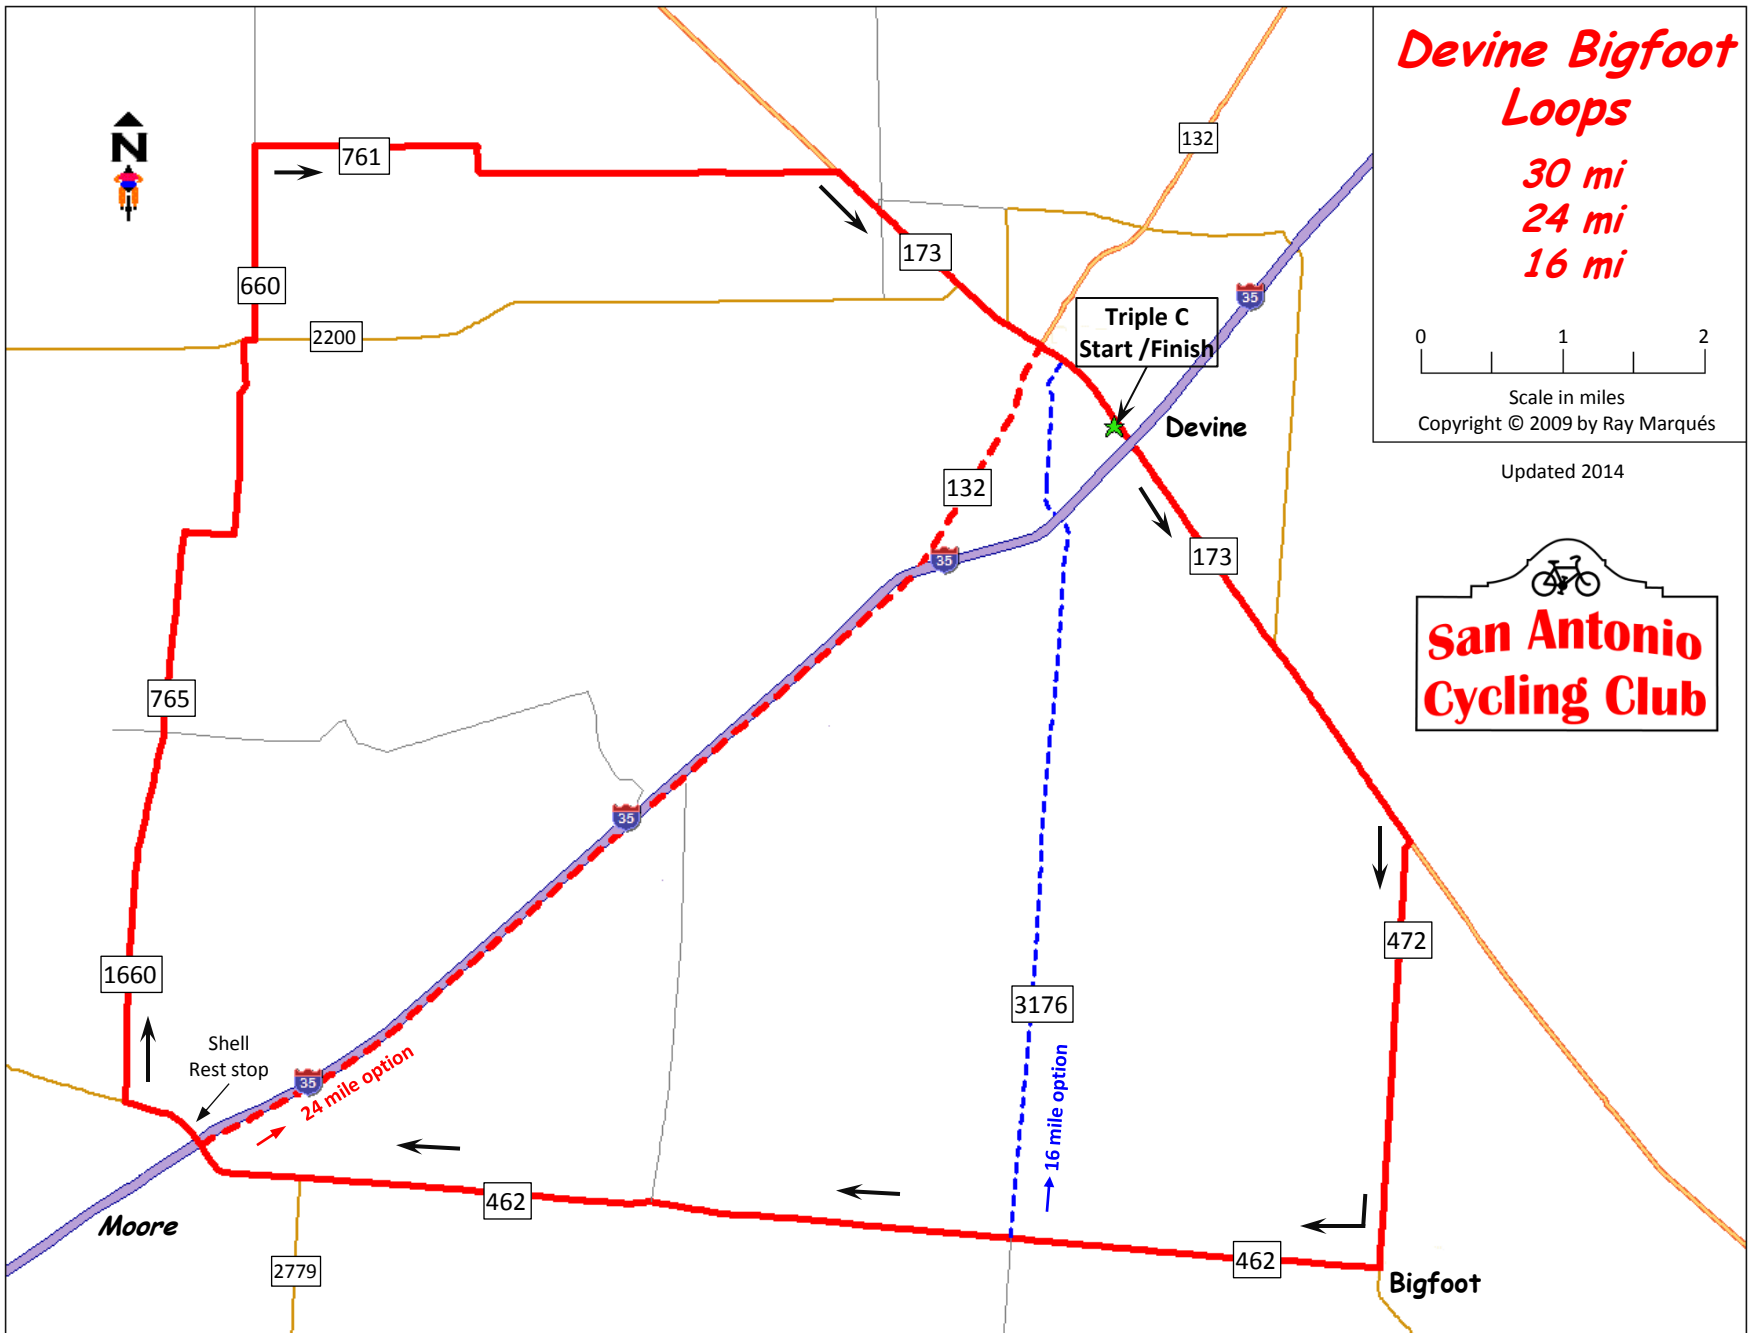 Devine Bigfoot
Loops
30 mi
24 mi
16 mi
0 1 2
Scale in miles
Copyright © 2009 by Ray Marqués
Updated 2014
San Antonio
Cycling Club
N
761
132
173
660
35
2200
Triple C
Start /Finish
Devine
132
35
173
765
35
472
1660
3176
Shell
Rest stop
35
24 mile option
16 mile option
462
Moore
462
2779
Bigfoot